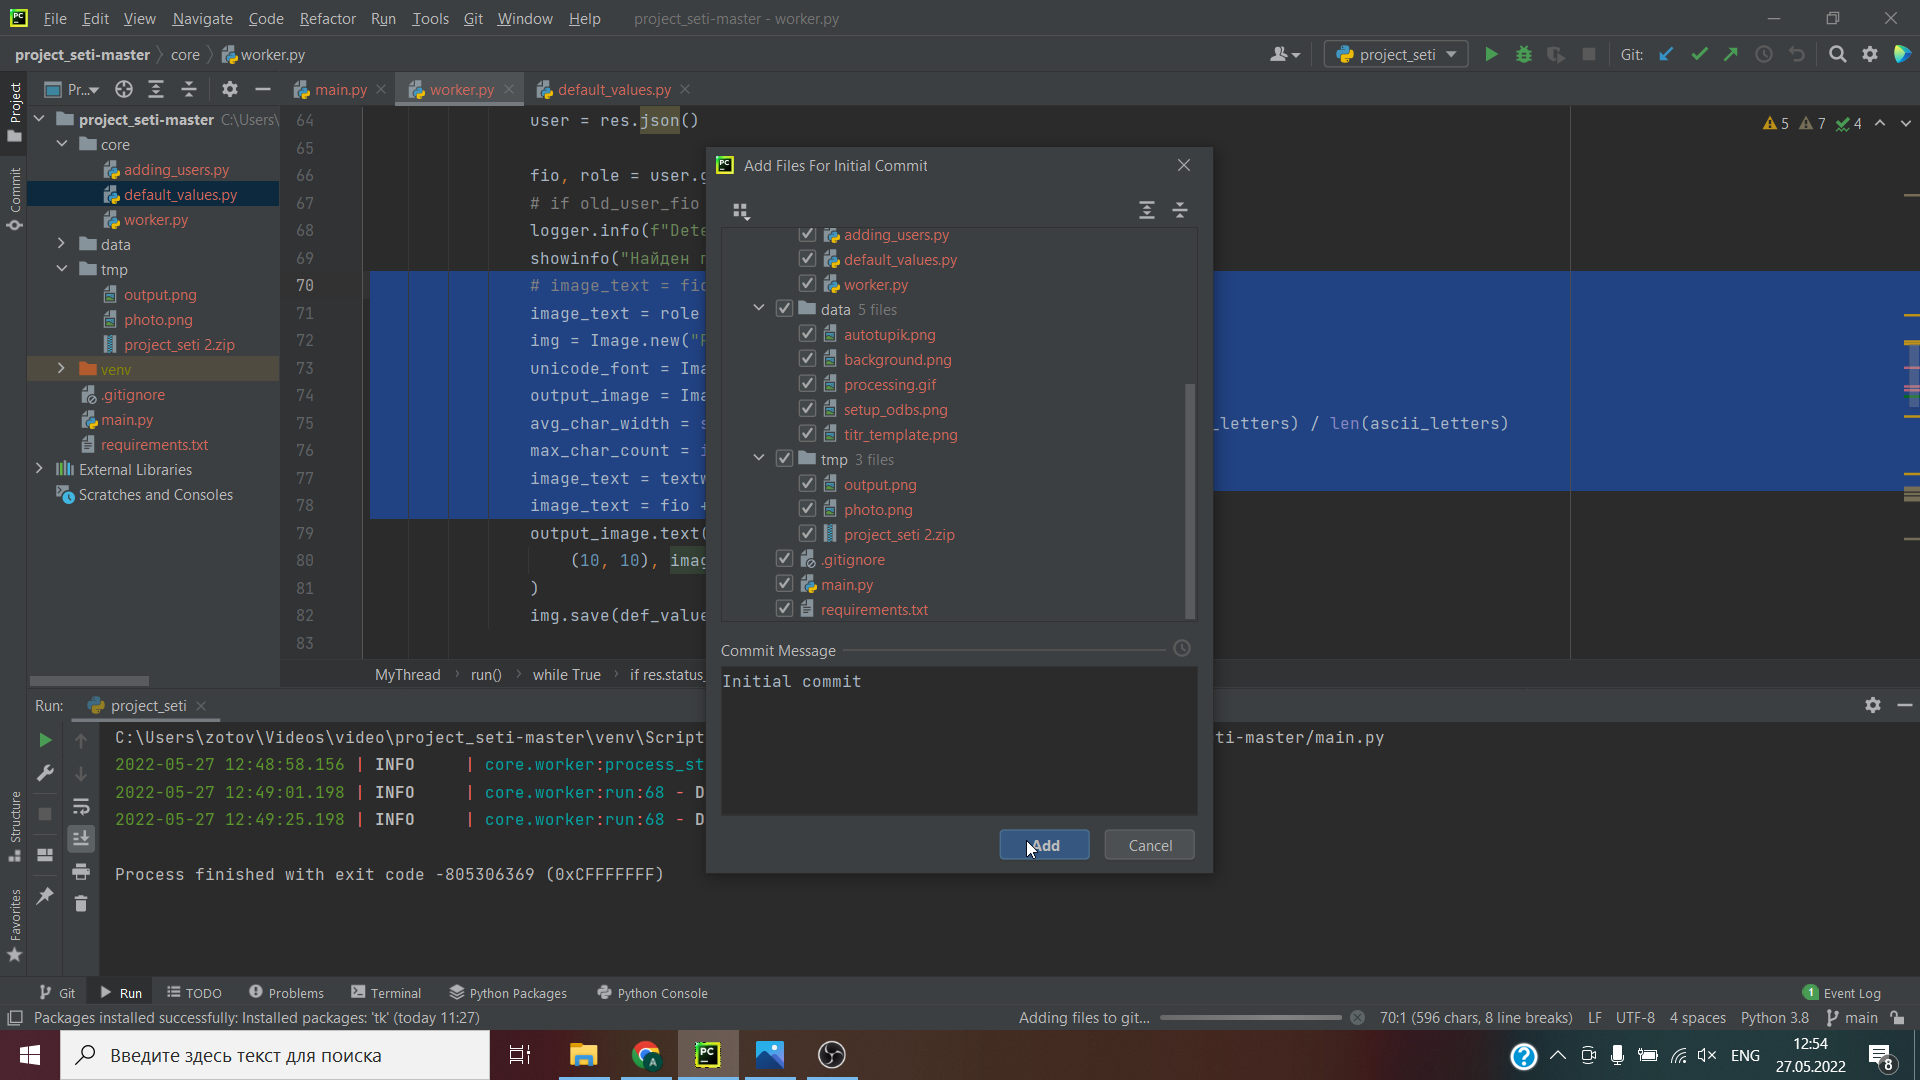 File Edit View Navigate Code Refactor Run Tools Git Window Help project_seti-master - worker.py
project_seti-master core worker.py project_seti Git:
Project
Commit
Structure
Favorites
Pr... main.py worker.py default_values.py
project_seti-master C:\Users\
core
adding_users.py
default_values.py
worker.py
data
tmp
output.png
photo.png
project_seti 2.zip
venv
.gitignore
main.py
requirements.txt
External Libraries
Scratches and Consoles
5 7 4
64 user = res.json()
65
66 fio, role = user.g
67 # if old_user_fio
68 logger.info(f"Dete
69 showinfo("Найден п
70 # image_text = fio
71 image_text = role
72 img = Image.new("R
73 unicode_font = Ima
74 output_image = Ima
75 avg_char_width = s _letters) / len(ascii_letters)
76 max_char_count = i
77 image_text = textw
78 image_text = fio +
79 output_image.text(
80 (10, 10), imag
81 )
82 img.save(def_value
83
MyThread run() while True if res.status_
Add Files For Initial Commit
adding_users.py
default_values.py
worker.py
data 5 files
autotupik.png
background.png
processing.gif
setup_odbs.png
titr_template.png
tmp 3 files
output.png
photo.png
project_seti 2.zip
.gitignore
main.py
requirements.txt
Commit Message
Initial commit
Add Cancel
Run: project_seti
C:\Users\zotov\Videos\video\project_seti-master\venv\Script ti-master/main.py
2022-05-27 12:48:58.156 | INFO | core.worker:process_st
2022-05-27 12:49:01.198 | INFO | core.worker:run:68 - D
2022-05-27 12:49:25.198 | INFO | core.worker:run:68 - D
Process finished with exit code -805306369 (0xCFFFFFFF)
Git Run TODO Problems Terminal Python Packages Python Console 1 Event Log
Packages installed successfully: Installed packages: 'tk' (today 11:27) Adding files to git... 70:1 (596 chars, 8 line breaks) LF UTF-8 4 spaces Python 3.8 main
Введите здесь текст для поиска
ENG
12:54
27.05.2022
8